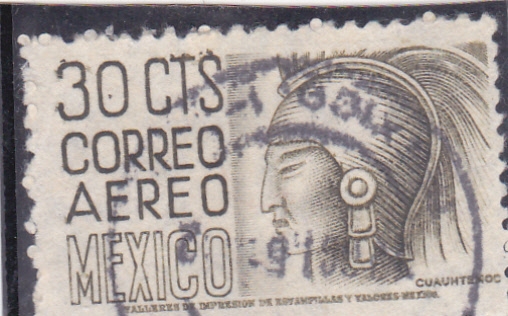 30 CTS
CORREO
AEREO
MEXICO
CUAUHTEMOC
TALLERES DE IMPRESION DE ESTAMPILLAS Y VALORES-MEXICO.